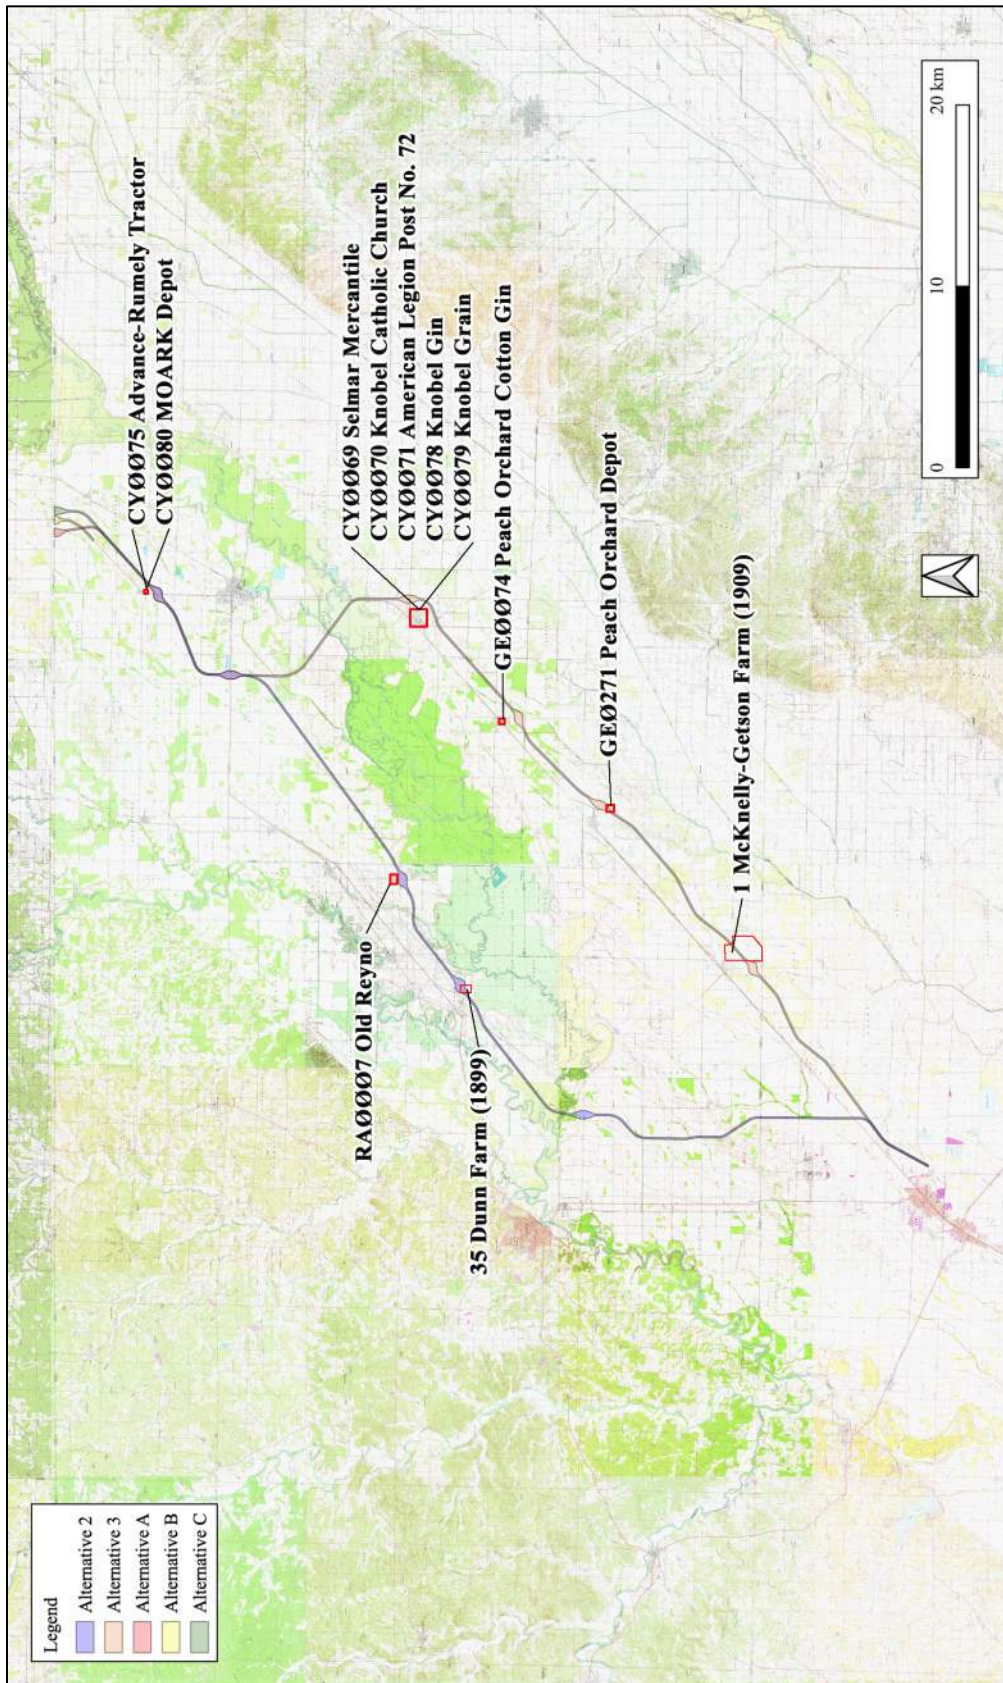 Legend
Alternative 2
Alternative 3
Alternative A
Alternative B
Alternative C
RAØØØ7 Old Reyno
35 Dunn Farm (1899)
CYØØ75 Advance-Rumely Tractor
CYØØ80 MOARK Depot
CYØØ69 Selmar Mercantile
CYØØ70 Knobel Catholic Church
CYØØ71 American Legion Post No. 72
CYØØ78 Knobel Gin
CYØØ79 Knobel Grain
GEØØ74 Peach Orchard Cotton Gin
GEØ271 Peach Orchard Depot
1 McKnelly-Getson Farm (1909)
0 10 20 km